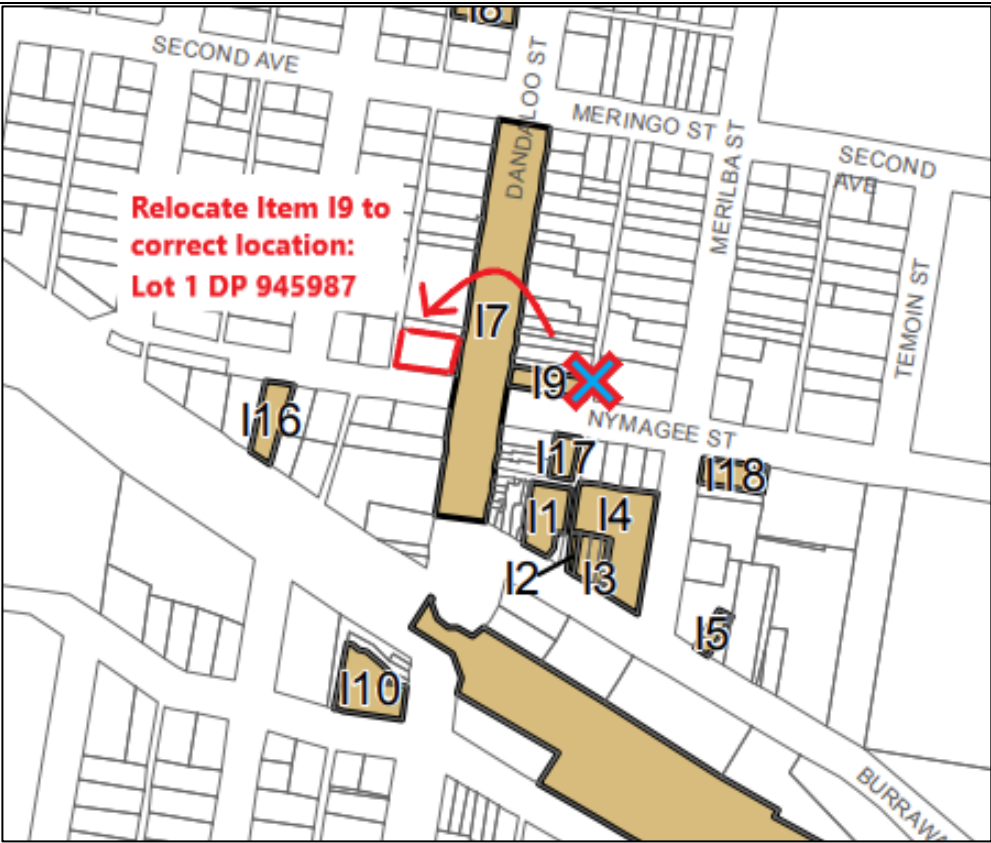 I8
SECOND AVE
DANDALOO ST
MERINGO ST
MERILBA ST
SECOND
AVE
Relocate Item I9 to
correct location:
Lot 1 DP 945987
I7
TEMOIN ST
I9
I16
NYMAGEE ST
I17
I18
I1
I4
I2
I3
I5
I10
BURRAWA